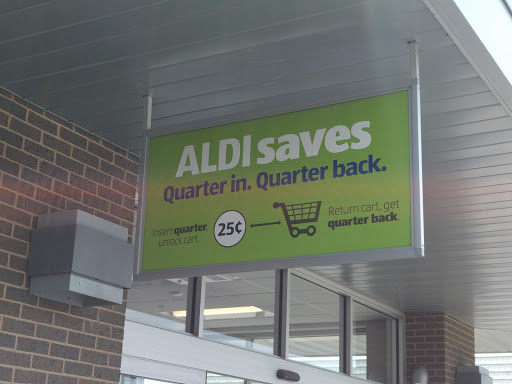 ALDI saves
Quarter in. Quarter back.
Insert quarter,
unlock cart.
25¢
Return cart, get
quarter back.